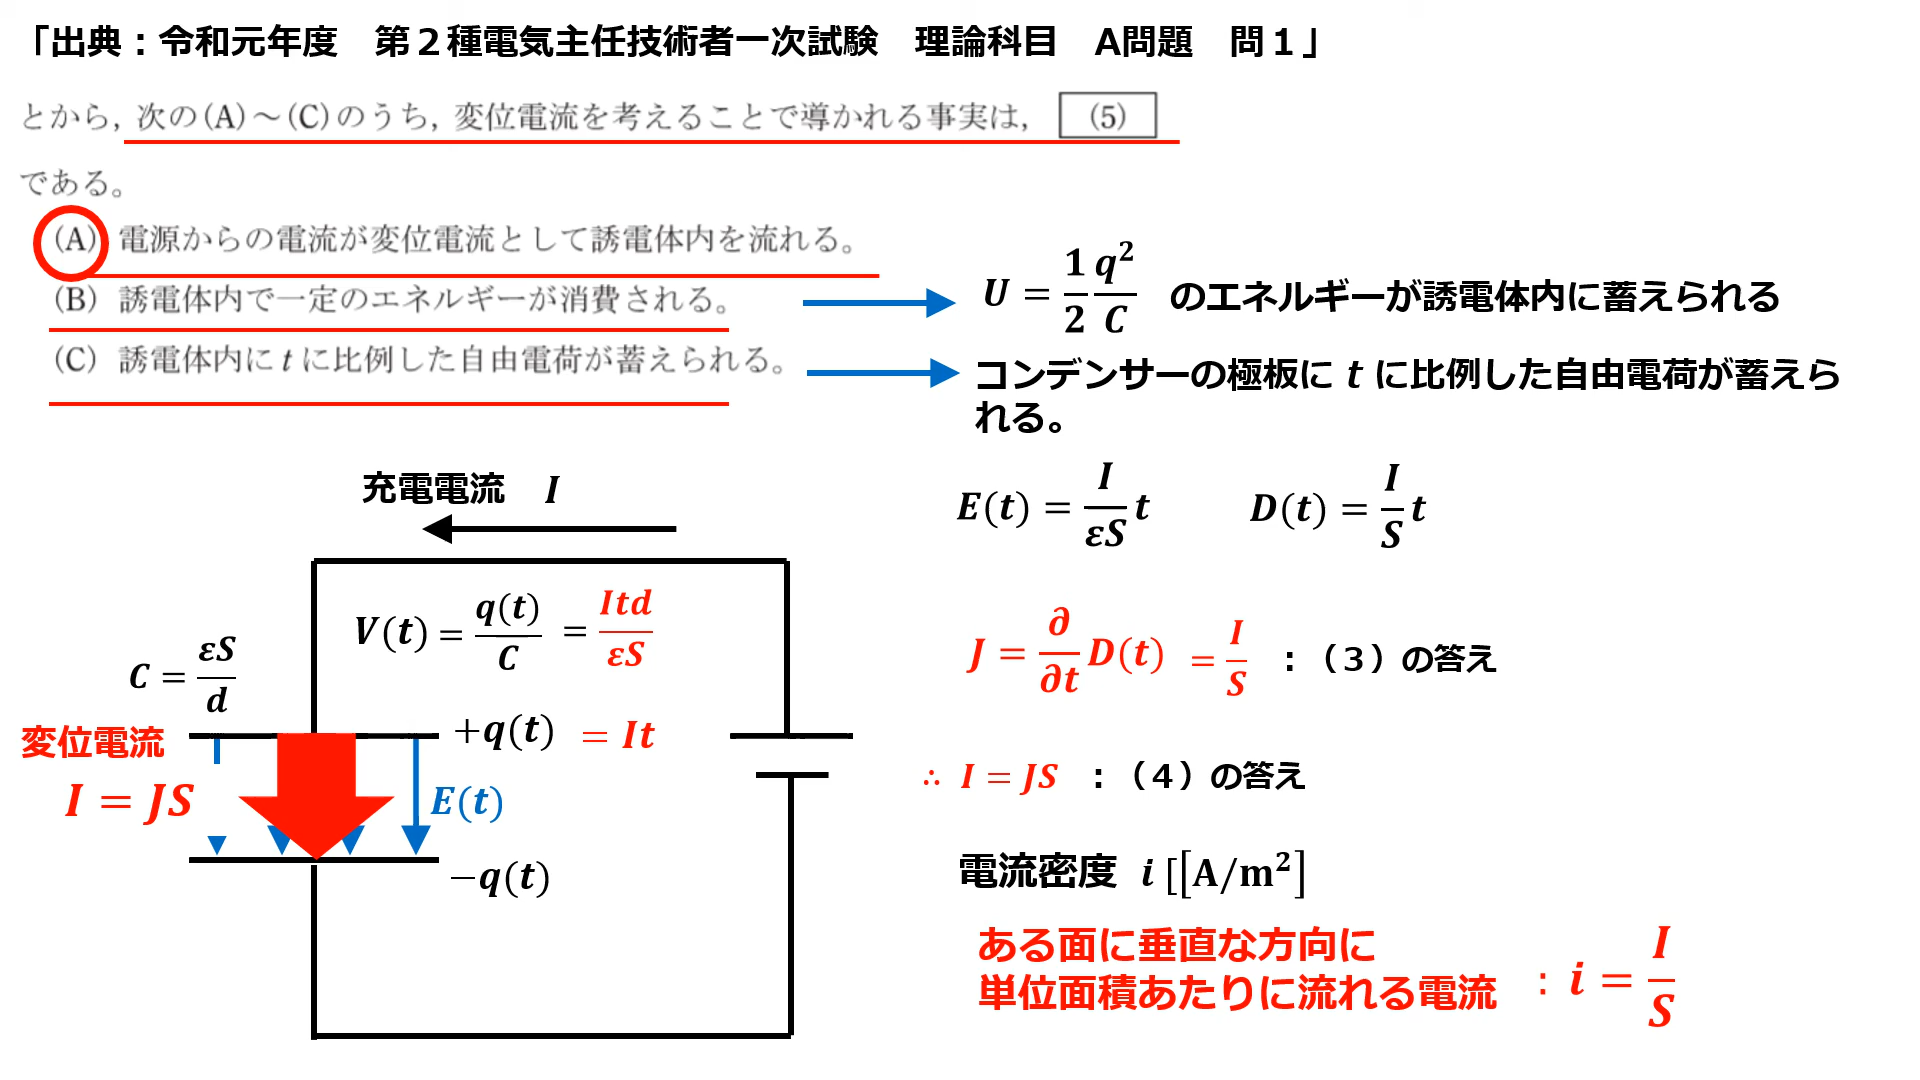 「出典：令和元年度　第２種電気主任技術者一次試験　理論科目　A問題　問１」
とから, 次の(A)～(C)のうち, 変位電流を考えることで導かれる事実は, (5)
である。
(A) 電源からの電流が変位電流として誘電体内を流れる。
(B) 誘電体内で一定のエネルギーが消費される。
(C) 誘電体内に t に比例した自由電荷が蓄えられる。
U = 1/2 q²/C のエネルギーが誘電体内に蓄えられる
コンデンサーの極板に t に比例した自由電荷が蓄えら
れる。
充電電流 I
E(t) = I/εS t　D(t) = I/S t
V(t) = q(t)/C = Itd/εS
C = εS/d
J = ∂/∂t D(t) = I/S ：（３）の答え
変位電流
+q(t) = It
I = JS
E(t)
−q(t)
∴ I = JS ：（４）の答え
電流密度 i [[A/m²]
ある面に垂直な方向に
単位面積あたりに流れる電流 : i = I/S